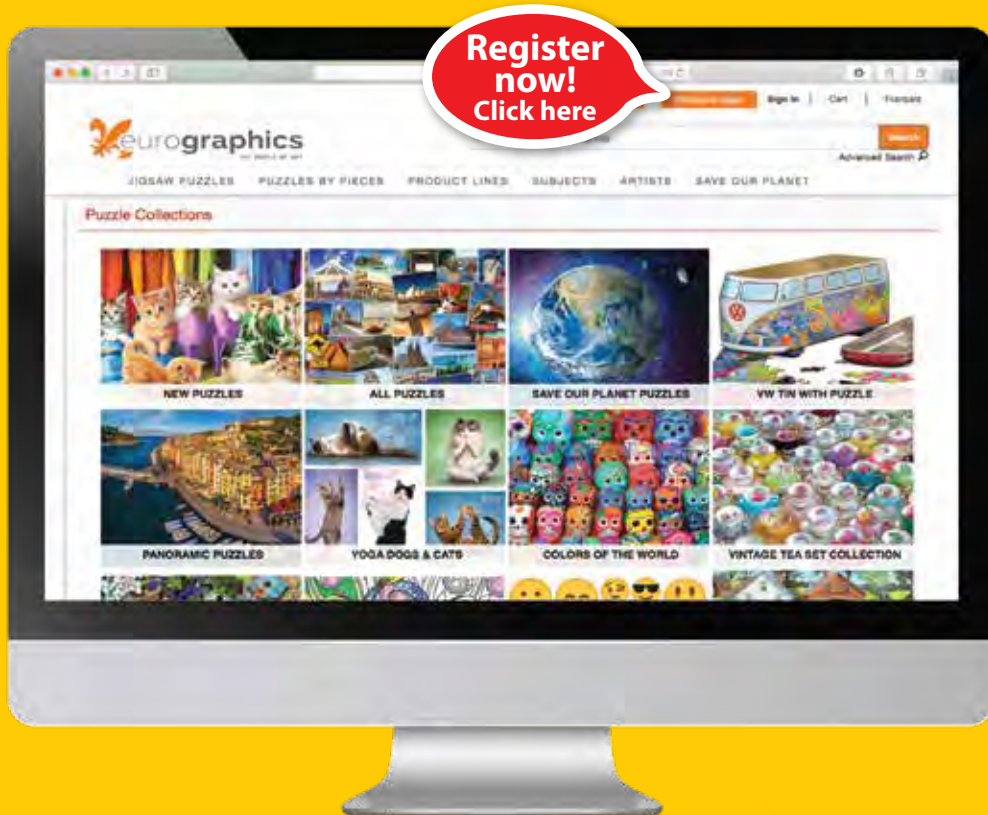 Register
now!
Click here
Sign In | Cart | Français
eurographics
Search
Advanced Search
JIGSAW PUZZLES PUZZLES BY PIECES PRODUCT LINES SUBJECTS ARTISTS SAVE OUR PLANET
Puzzle Collections
NEW PUZZLES ALL PUZZLES SAVE OUR PLANET PUZZLES VW TIN WITH PUZZLE
PANORAMIC PUZZLES YOGA DOGS & CATS COLORS OF THE WORLD VINTAGE TEA SET COLLECTION